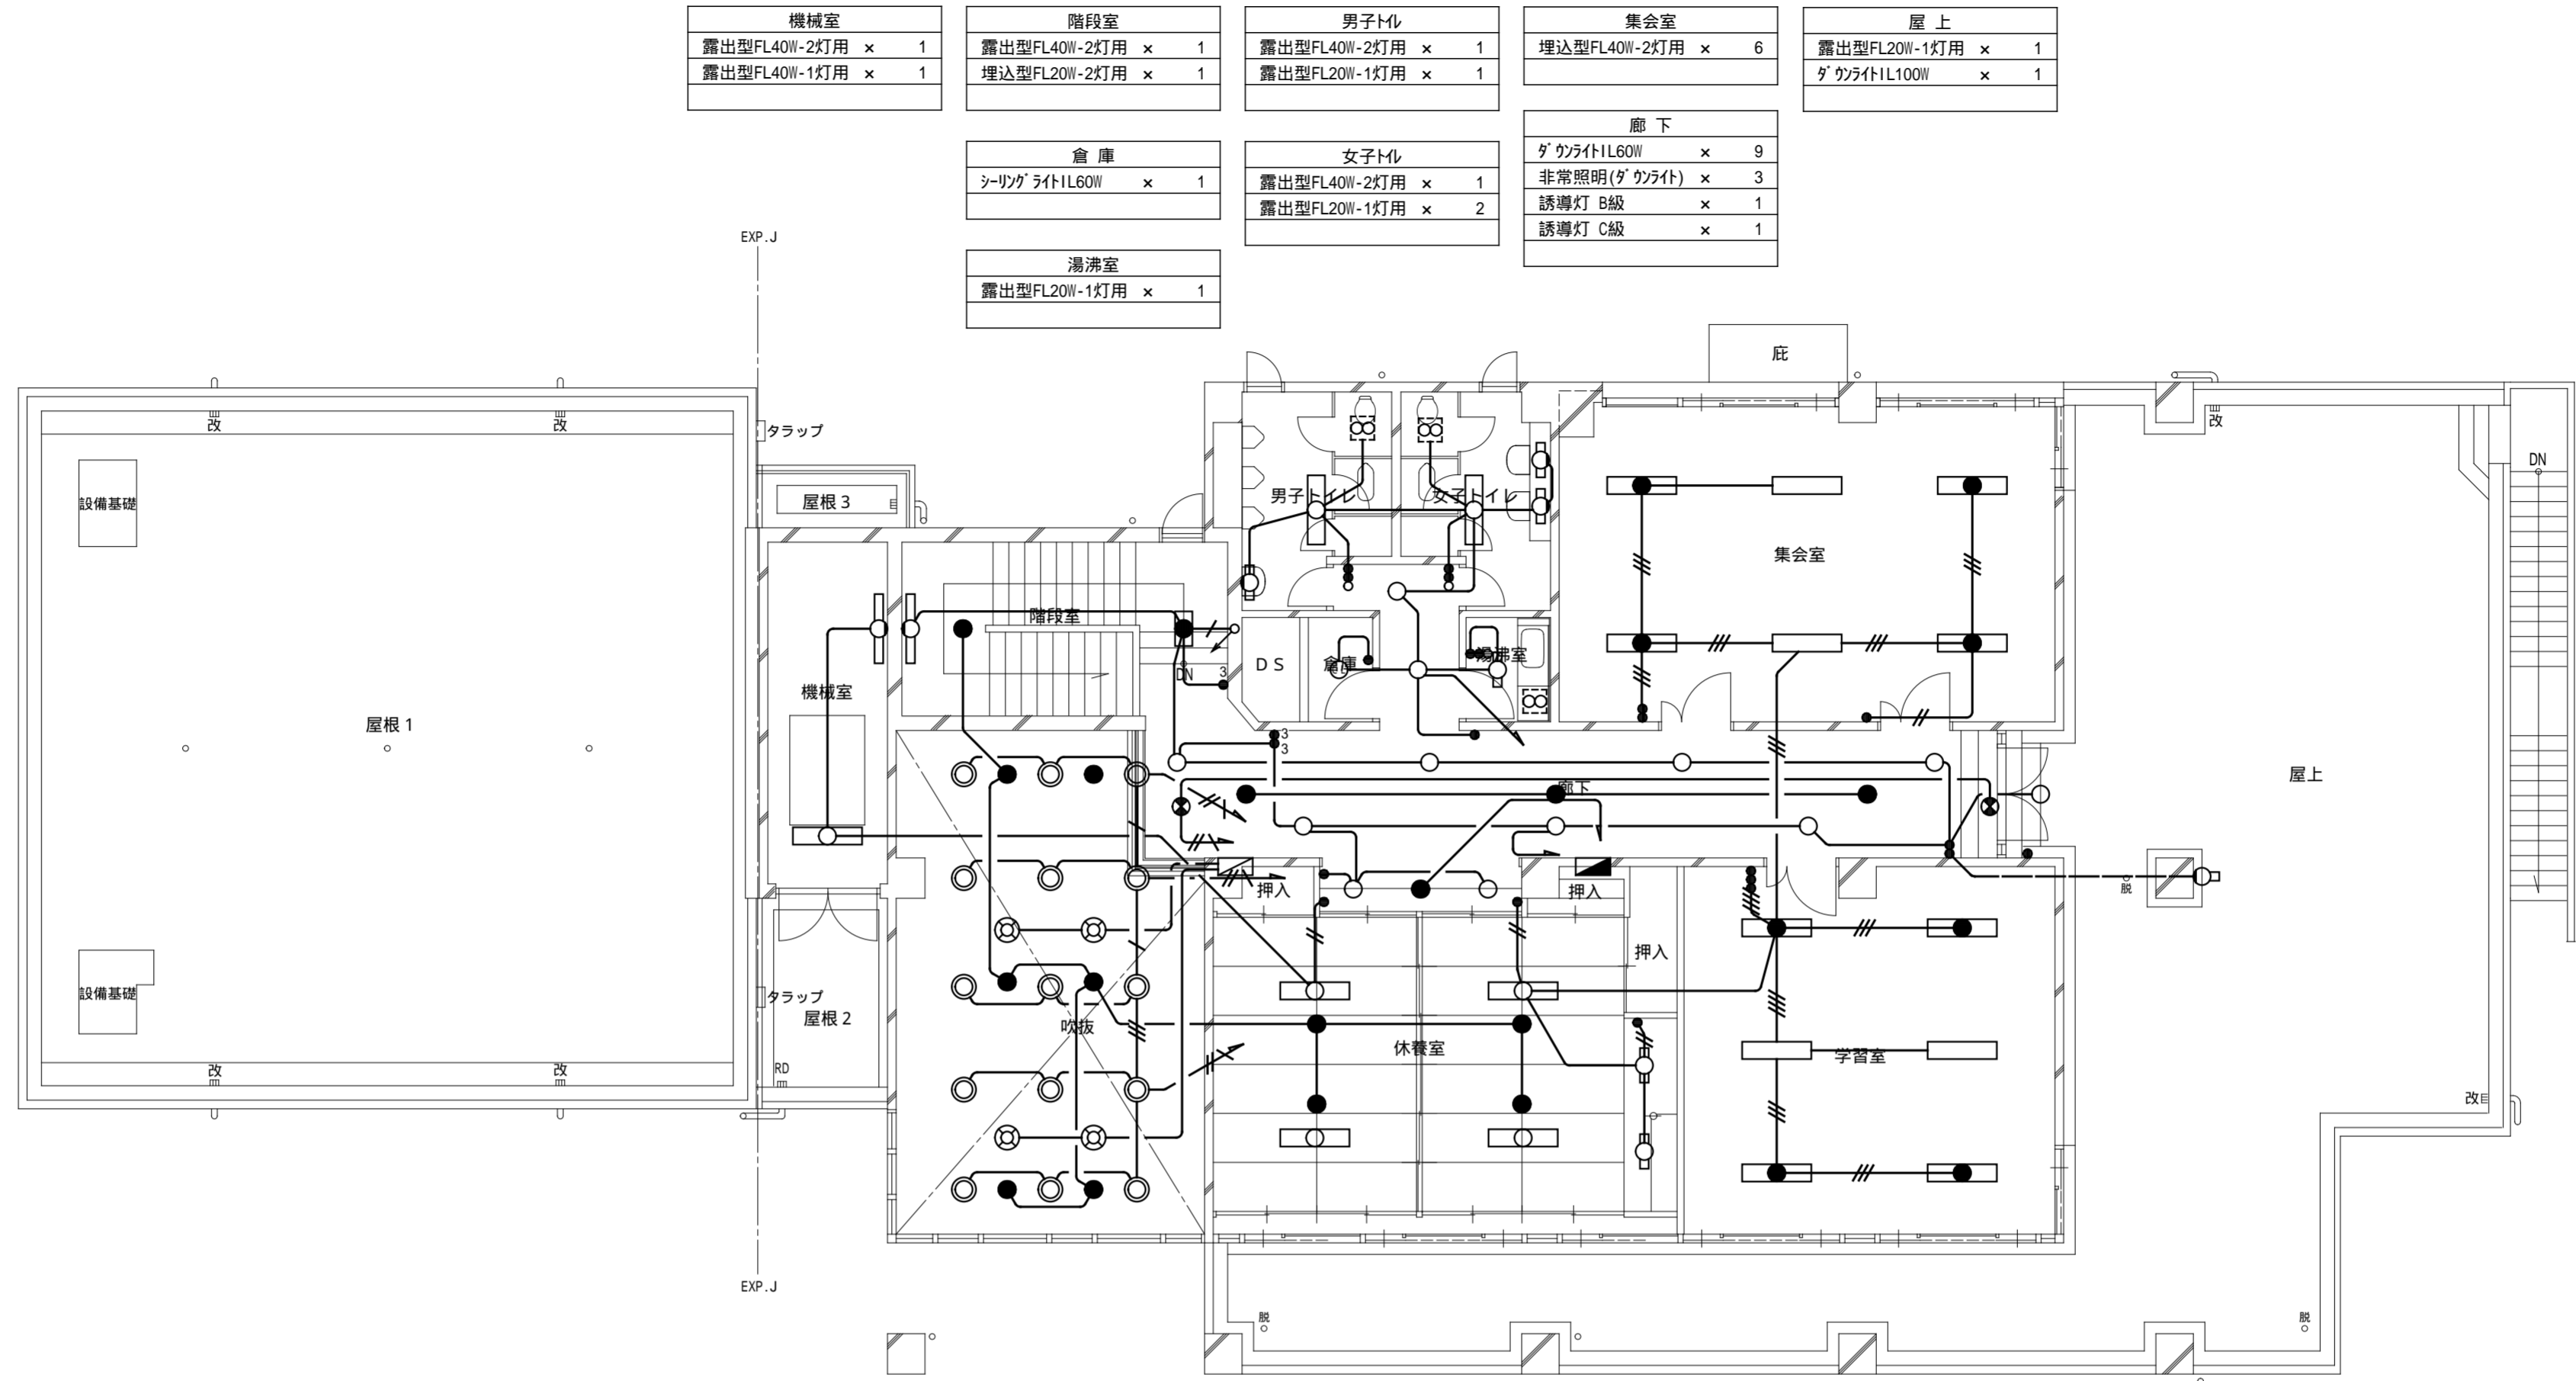 機械室
露出型FL40W-2灯用 × 1
露出型FL40W-1灯用 × 1
階段室
露出型FL40W-2灯用 × 1
埋込型FL20W-2灯用 × 1
男子ﾄｲﾚ
露出型FL40W-2灯用 × 1
露出型FL20W-1灯用 × 1
集会室
埋込型FL40W-2灯用 × 6
屋 上
露出型FL20W-1灯用 × 1
ﾀﾞｳﾝﾗｲﾄIL100W × 1
倉 庫
ｼｰﾘﾝｸﾞﾗｲﾄIL60W × 1
女子ﾄｲﾚ
露出型FL40W-2灯用 × 1
露出型FL20W-1灯用 × 2
廊 下
ﾀﾞｳﾝﾗｲﾄIL60W × 9
非常照明(ﾀﾞｳﾝﾗｲﾄ) × 3
誘導灯 B級 × 1
誘導灯 C級 × 1
湯沸室
露出型FL20W-1灯用 × 1
EXP.J
庇
改
改
タラップ
改
DN
設備基礎
屋根３
男子トイレ
女子トイレ
集会室
階段室
ＤＳ
倉庫
湯沸室
DN
3
機械室
屋根１
3
3
廊下
屋上
押入
押入
脱
押入
設備基礎
タラップ
屋根２
吹抜
休養室
学習室
改
改
RD
改
EXP.J
脱
脱